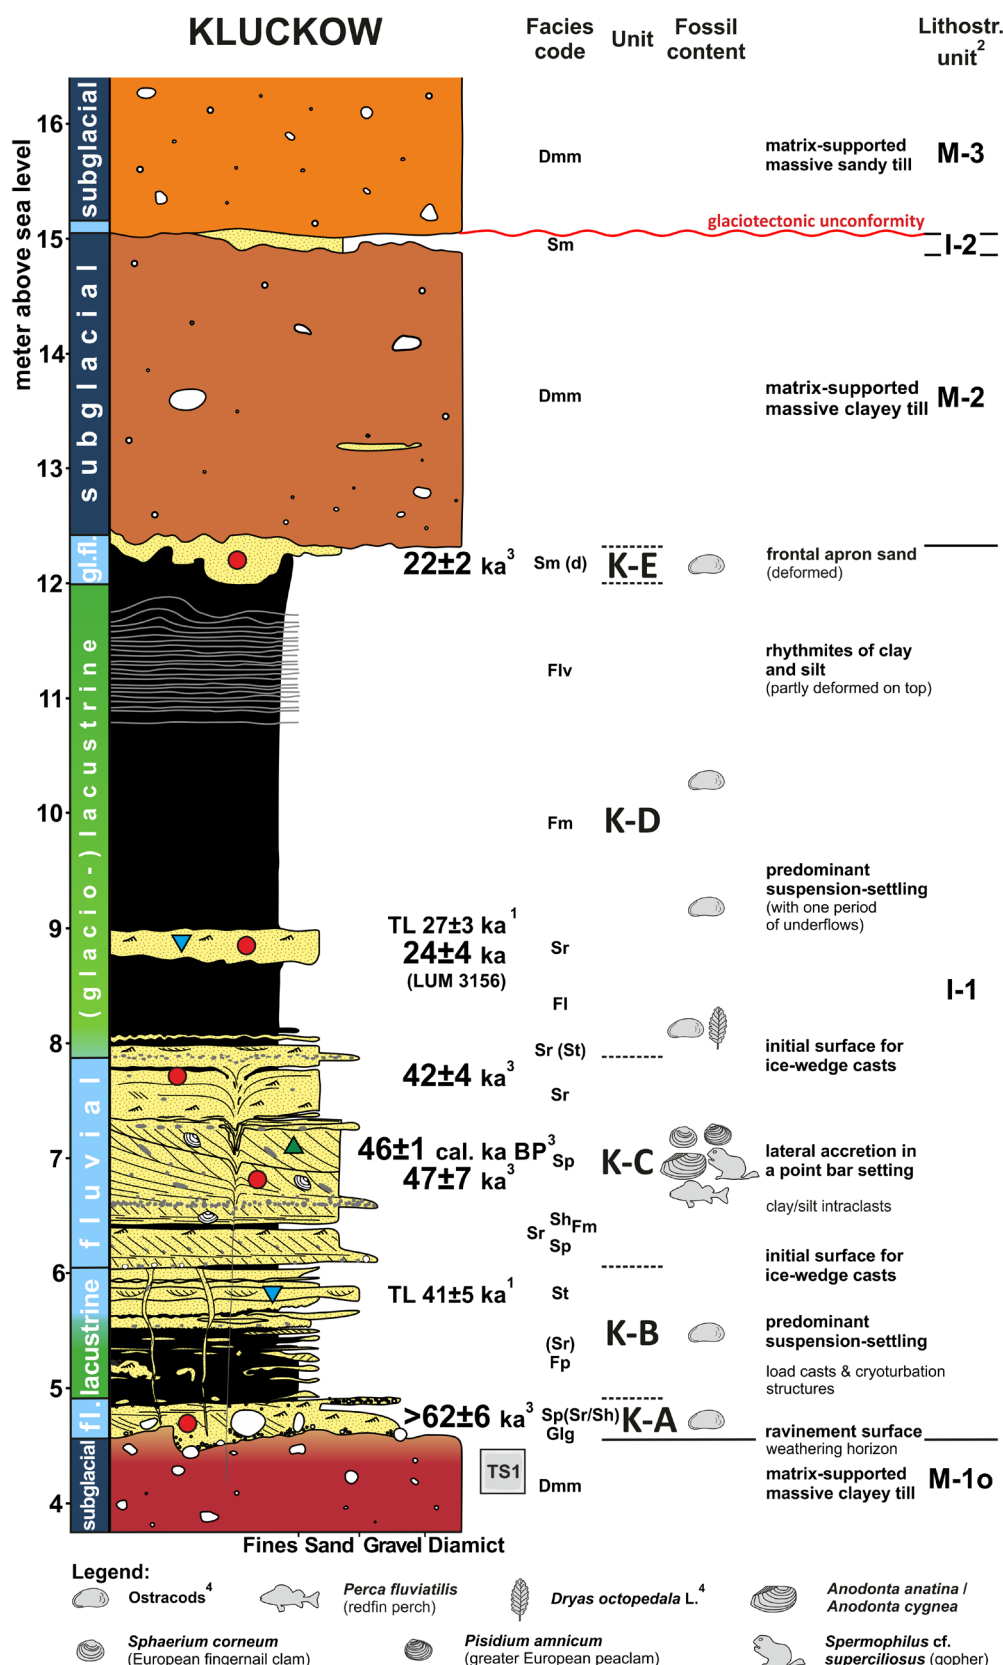 KLUCKOW
Facies code
Unit
Fossil content
Lithostr. unit²
meter above sea level
16
15
14
13
12
11
10
9
8
7
6
5
4
subglacial
subglacial
gl.fl.
(glacio-) lacustrine
fluvial
lacustrine
fl.
subglacial
Dmm
matrix-supported
massive sandy till
M-3
glaciotectonic unconformity
Sm
I-2
Dmm
matrix-supported
massive clayey till
M-2
22±2 ka³
Sm (d)
K-E
frontal apron sand
(deformed)
Flv
rhythmites of clay
and silt
(partly deformed on top)
Fm
K-D
predominant
suspension-settling
(with one period
of underflows)
TL 27±3 ka¹
24±4 ka
(LUM 3156)
Sr
Fl
I-1
Sr (St)
initial surface for
ice-wedge casts
42±4 ka³
Sr
46±1 cal. ka BP³
47±7 ka³
Sp
K-C
lateral accretion in
a point bar setting
clay/silt intraclasts
Sr
Sh
Fm
Sp
initial surface for
ice-wedge casts
TL 41±5 ka¹
St
(Sr)
Fp
K-B
predominant
suspension-settling
load casts & cryoturbation
structures
>62±6 ka³
Sp(Sr/Sh)
Glg
K-A
ravinement surface
weathering horizon
TS1
Dmm
matrix-supported
massive clayey till
M-1o
Fines Sand Gravel Diamict
Legend:
Ostracods⁴
Perca fluviatilis
(redfin perch)
Dryas octopedala L.⁴
Anodonta anatina /
Anodonta cygnea
Sphaerium corneum
(European fingernail clam)
Pisidium amnicum
(greater European peaclam)
Spermophilus cf.
superciliosus (gopher)